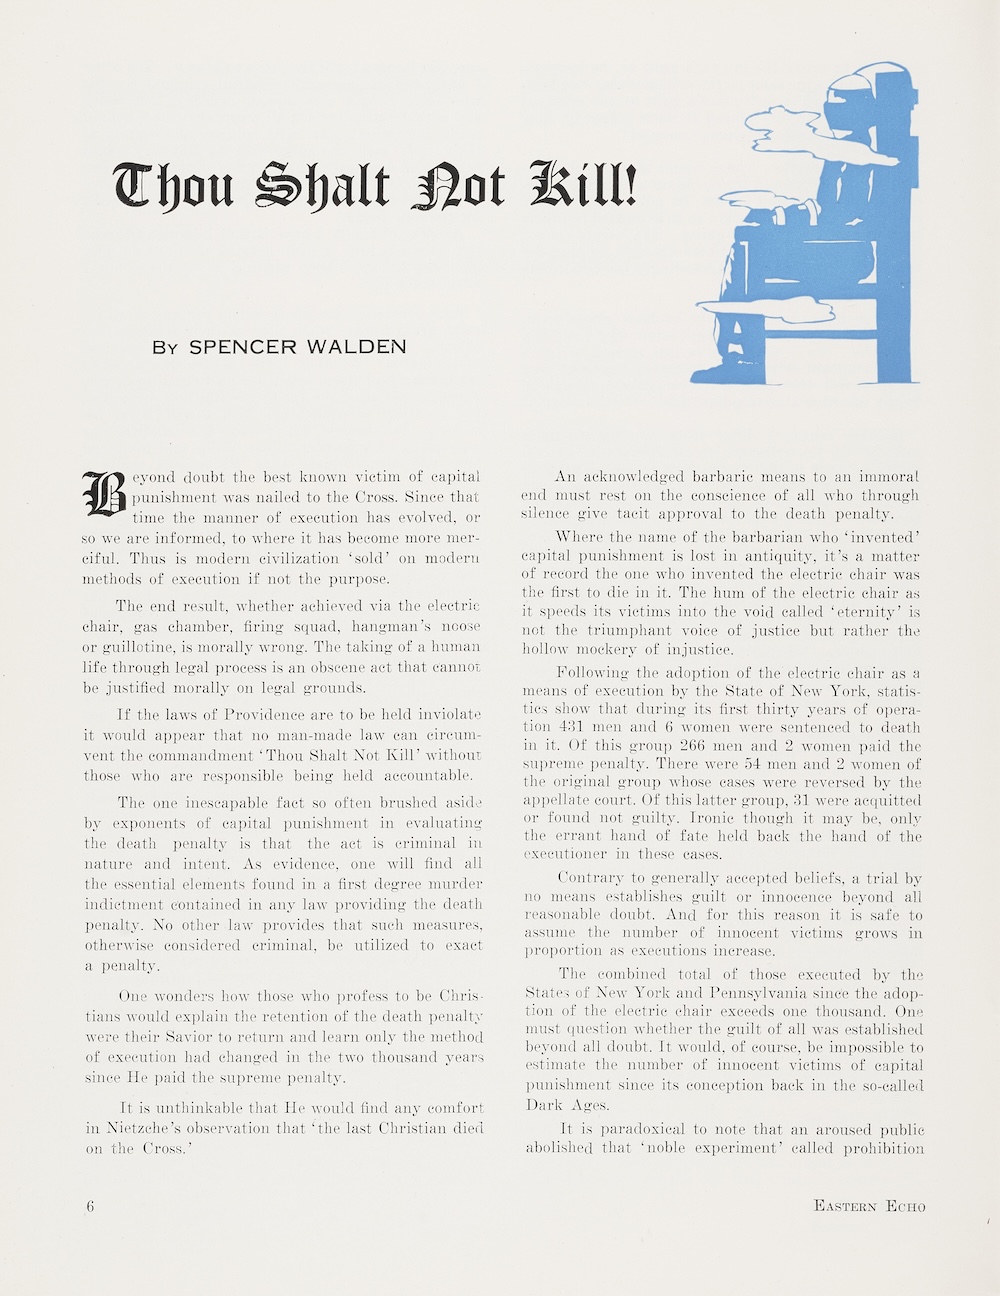 Thou Shalt Not Kill!
By SPENCER WALDEN
Beyond doubt the best known victim of capital
punishment was nailed to the Cross. Since that
time the manner of execution has evolved, or
so we are informed, to where it has become more mer-
ciful. Thus is modern civilization ‘sold’ on modern
methods of execution if not the purpose.
The end result, whether achieved via the electric
chair, gas chamber, firing squad, hangman’s noose
or guillotine, is morally wrong. The taking of a human
life through legal process is an obscene act that cannot
be justified morally on legal grounds.
If the laws of Providence are to be held inviolate
it would appear that no man-made law can circum-
vent the commandment ‘Thou Shalt Not Kill’ without
those who are responsible being held accountable.
The one inescapable fact so often brushed aside
by exponents of capital punishment in evaluating
the death penalty is that the act is criminal in
nature and intent. As evidence, one will find all
the essential elements found in a first degree murder
indictment contained in any law providing the death
penalty. No other law provides that such measures,
otherwise considered criminal, be utilized to exact
a penalty.
One wonders how those who profess to be Chris-
tians would explain the retention of the death penalty
were their Savior to return and learn only the method
of execution had changed in the two thousand years
since He paid the supreme penalty.
It is unthinkable that He would find any comfort
in Nietzche’s observation that ‘the last Christian died
on the Cross.’
An acknowledged barbaric means to an immoral
end must rest on the conscience of all who through
silence give tacit approval to the death penalty.
Where the name of the barbarian who ‘invented’
capital punishment is lost in antiquity, it’s a matter
of record the one who invented the electric chair was
the first to die in it. The hum of the electric chair as
it speeds its victims into the void called ‘eternity’ is
not the triumphant voice of justice but rather the
hollow mockery of injustice.
Following the adoption of the electric chair as a
means of execution by the State of New York, statis-
tics show that during its first thirty years of opera-
tion 431 men and 6 women were sentenced to death
in it. Of this group 266 men and 2 women paid the
supreme penalty. There were 54 men and 2 women of
the original group whose cases were reversed by the
appellate court. Of this latter group, 31 were acquitted
or found not guilty. Ironic though it may be, only
the errant hand of fate held back the hand of the
executioner in these cases.
Contrary to generally accepted beliefs, a trial by
no means establishes guilt or innocence beyond all
reasonable doubt. And for this reason it is safe to
assume the number of innocent victims grows in
proportion as executions increase.
The combined total of those executed by the
States of New York and Pennsylvania since the adop-
tion of the electric chair exceeds one thousand. One
must question whether the guilt of all was established
beyond all doubt. It would, of course, be impossible to
estimate the number of innocent victims of capital
punishment since its conception back in the so-called
Dark Ages.
It is paradoxical to note that an aroused public
abolished that ‘noble experiment’ called prohibition
6
Eastern Echo